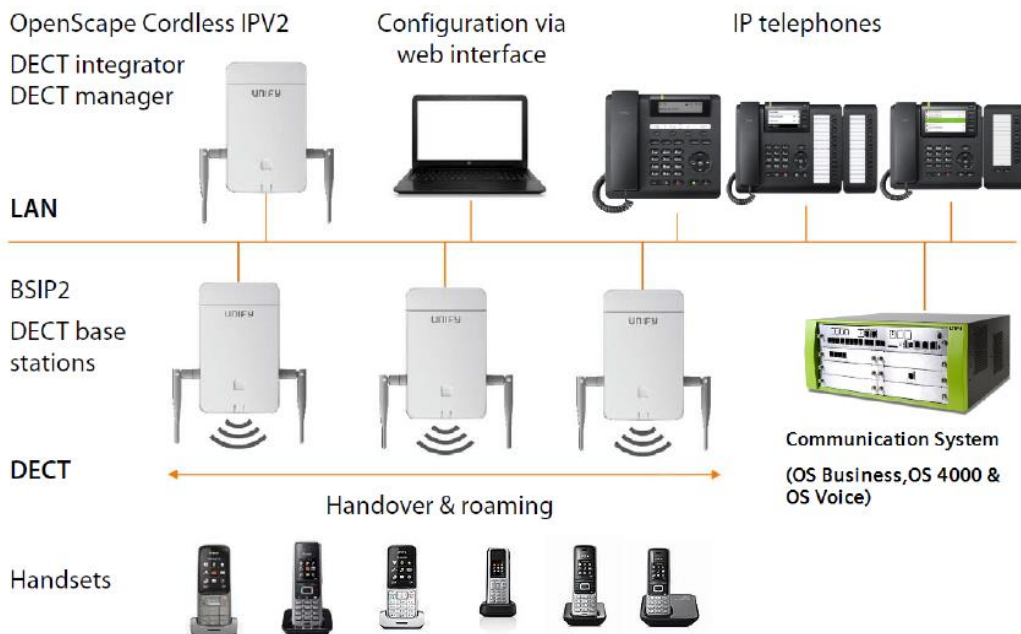 OpenScape Cordless IPV2
DECT integrator
DECT manager
UNIFY
Configuration via
web interface
IP telephones
LAN
BSIP2
DECT base
stations
UNIFY
UNIFY
UNIFY
Communication System
(OS Business,OS 4000 &
OS Voice)
DECT
Handover & roaming
Handsets